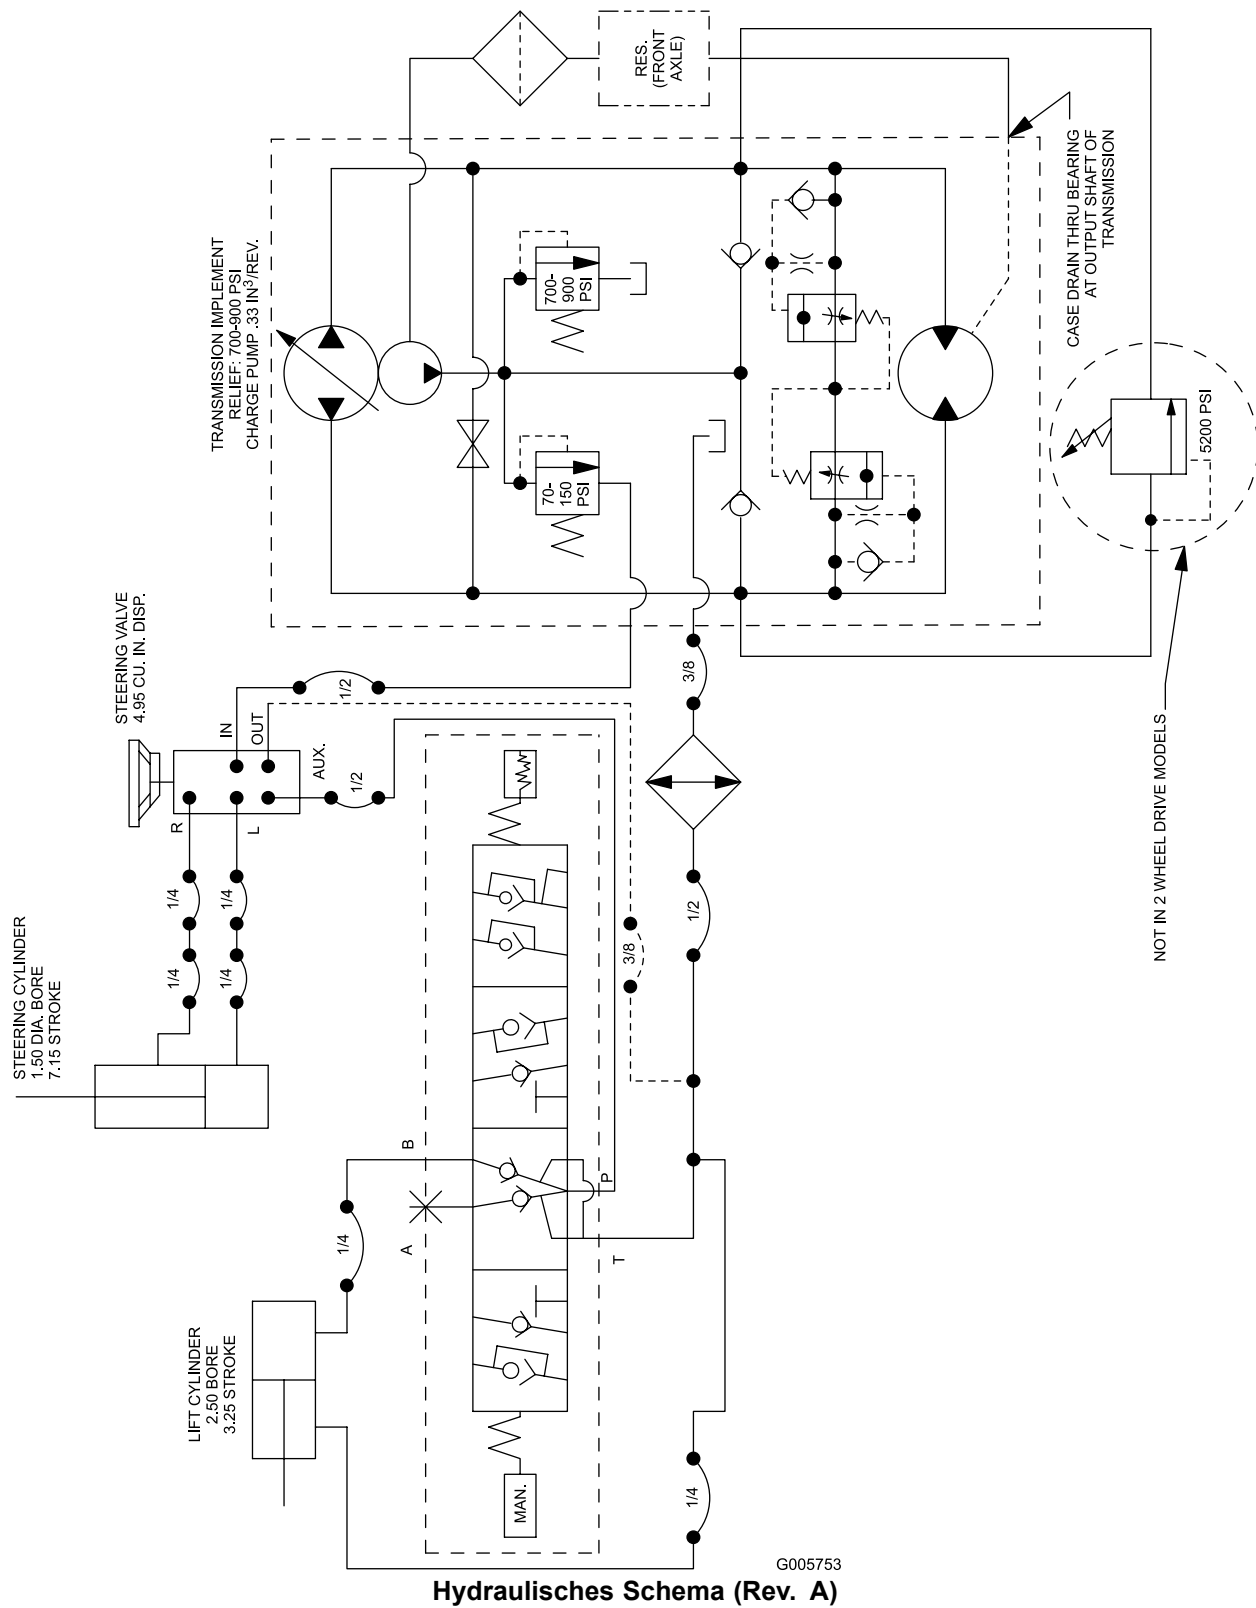 RES.
(FRONT
AXLE)
CASE DRAIN THRU BEARING
AT OUTPUT SHAFT OF
TRANSMISSION
TRANSMISSION IMPLEMENT
RELIEF: 700-900 PSI
CHARGE PUMP .33 IN³/REV.
700-
900
PSI
70-
150
PSI
5200 PSI
NOT IN 2 WHEEL DRIVE MODELS
STEERING VALVE
4.95 CU. IN. DISP.
IN
OUT
AUX.
R
L
1/2
1/2
3/8
1/4
1/4
1/4
1/4
STEERING CYLINDER
1.50 DIA. BORE
7.15 STROKE
3/8
1/2
B
A
P
T
1/4
LIFT CYLINDER
2.50 BORE
3.25 STROKE
MAN.
1/4
G005753
Hydraulisches Schema (Rev. A)